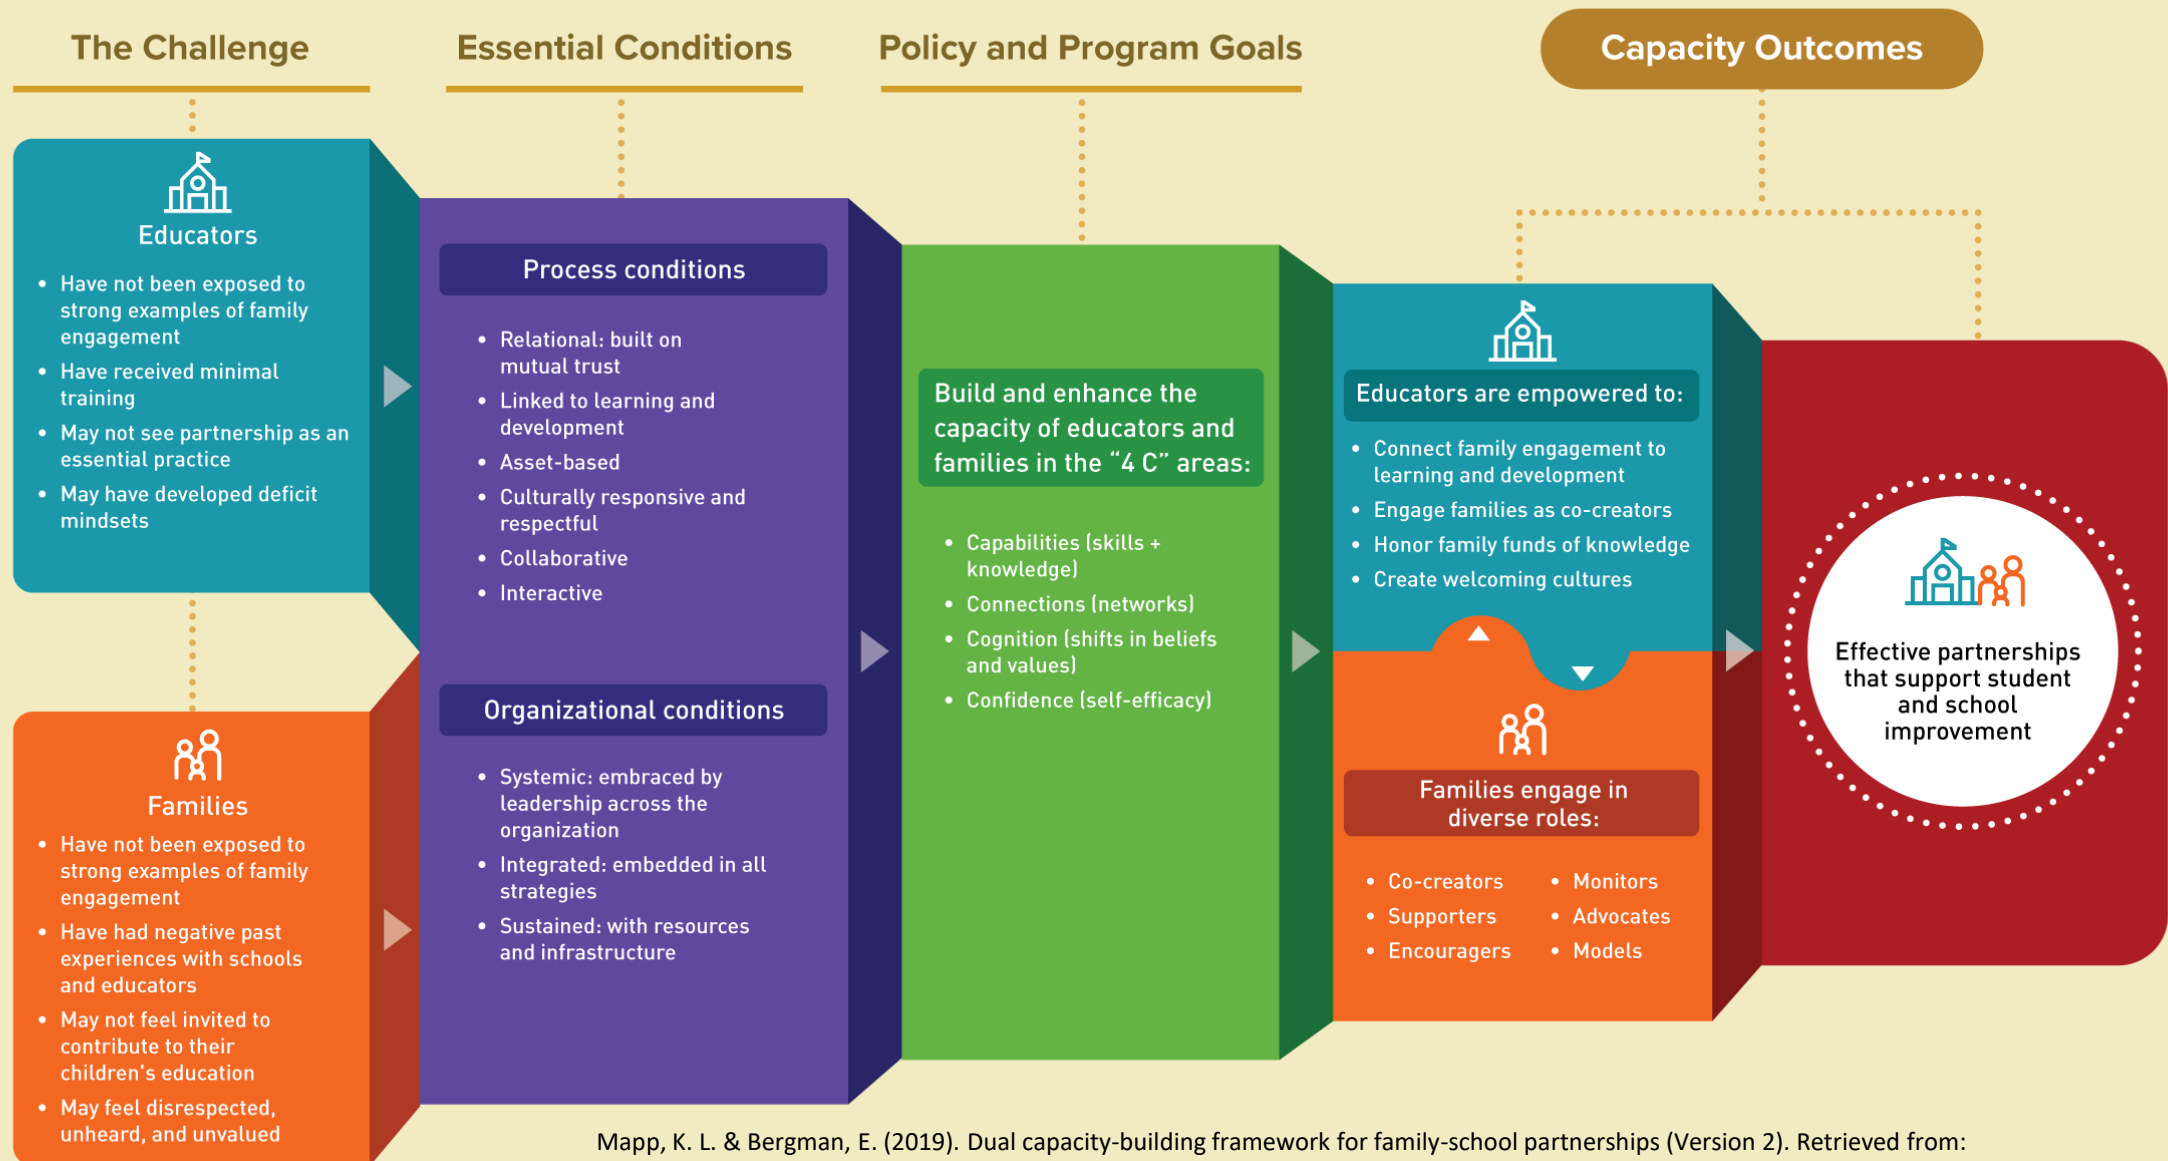 The Challenge
Essential Conditions
Policy and Program Goals
Capacity Outcomes
Educators
• Have not been exposed to
strong examples of family
engagement
• Have received minimal
training
• May not see partnership as an
essential practice
• May have developed deficit
mindsets
Families
• Have not been exposed to
strong examples of family
engagement
• Have had negative past
experiences with schools
and educators
• May not feel invited to
contribute to their
children's education
• May feel disrespected,
unheard, and unvalued
Process conditions
• Relational: built on
mutual trust
• Linked to learning and
development
• Asset-based
• Culturally responsive and
respectful
• Collaborative
• Interactive
Organizational conditions
• Systemic: embraced by
leadership across the
organization
• Integrated: embedded in all
strategies
• Sustained: with resources
and infrastructure
Build and enhance the
capacity of educators and
families in the “4 C” areas:
• Capabilities (skills +
knowledge)
• Connections (networks)
• Cognition (shifts in beliefs
and values)
• Confidence (self-efficacy)
Educators are empowered to:
• Connect family engagement to
learning and development
• Engage families as co-creators
• Honor family funds of knowledge
• Create welcoming cultures
Families engage in
diverse roles:
• Co-creators
• Supporters
• Encouragers
• Monitors
• Advocates
• Models
Effective partnerships
that support student
and school
improvement
Mapp, K. L. & Bergman, E. (2019). Dual capacity-building framework for family-school partnerships (Version 2). Retrieved from: